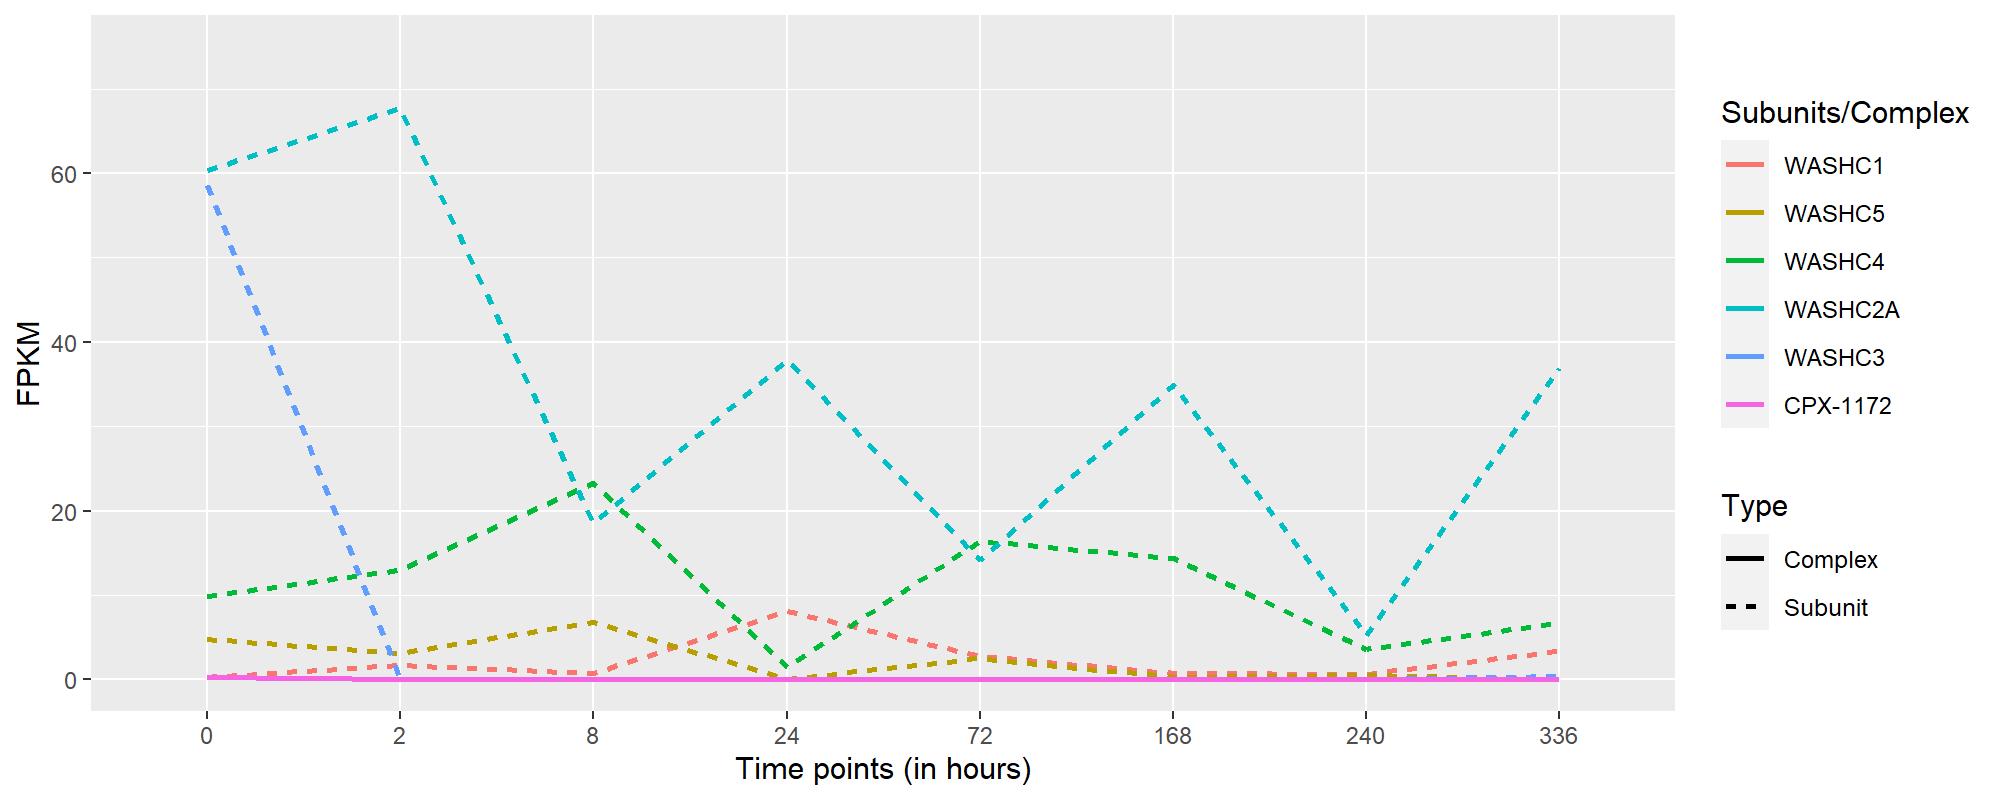 FPKM
60
40
20
0
0 2 8 24 72 168 240 336
Time points (in hours)
Subunits/Complex
WASHC1
WASHC5
WASHC4
WASHC2A
WASHC3
CPX-1172
Type
Complex
Subunit